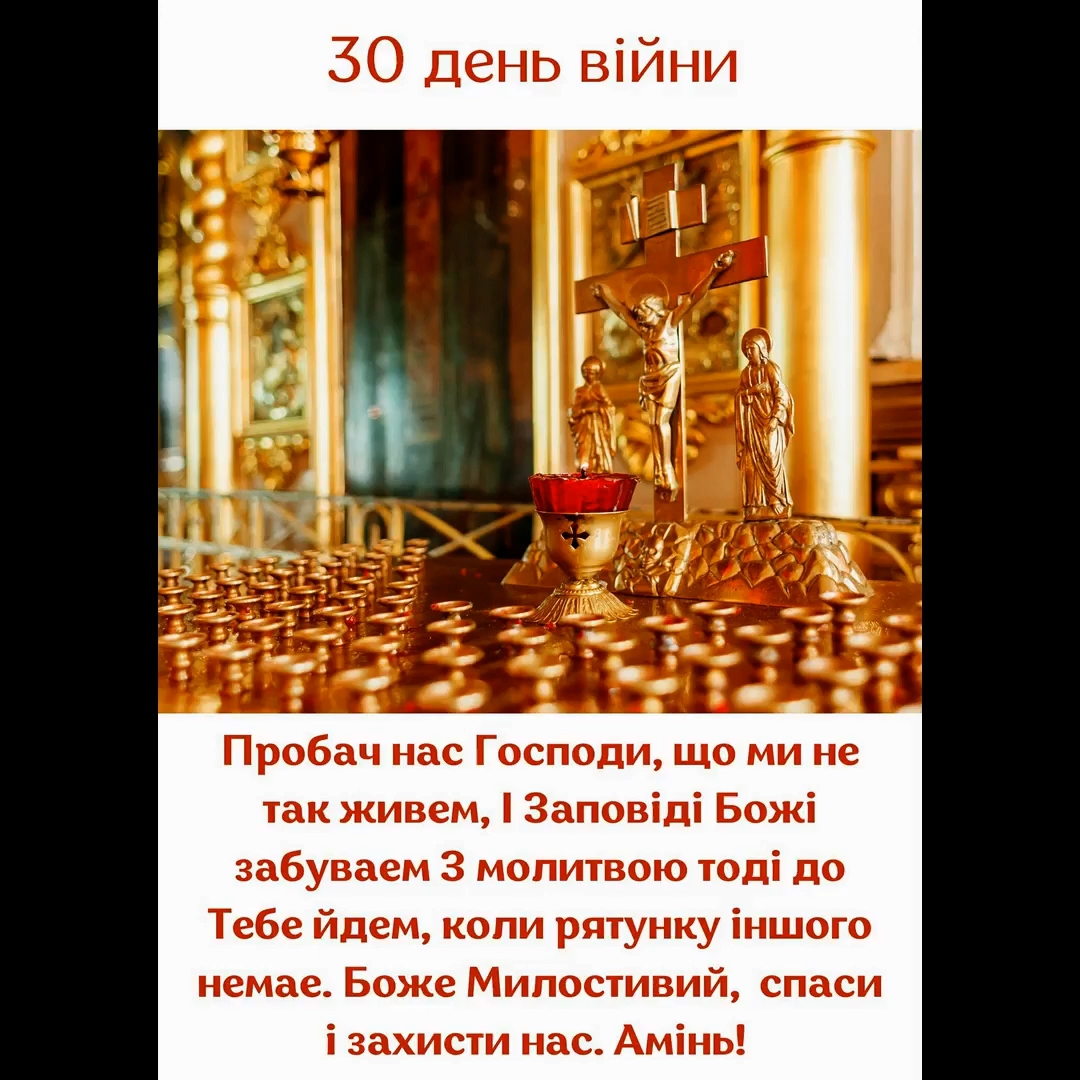 30 день війни
Пробач нас Господи, що ми не
так живем, І Заповіді Божі
забуваем З молитвою тоді до
Тебе йдем, коли рятунку іншого
немає. Боже Милостивий, спаси
і захисти нас. Амінь!